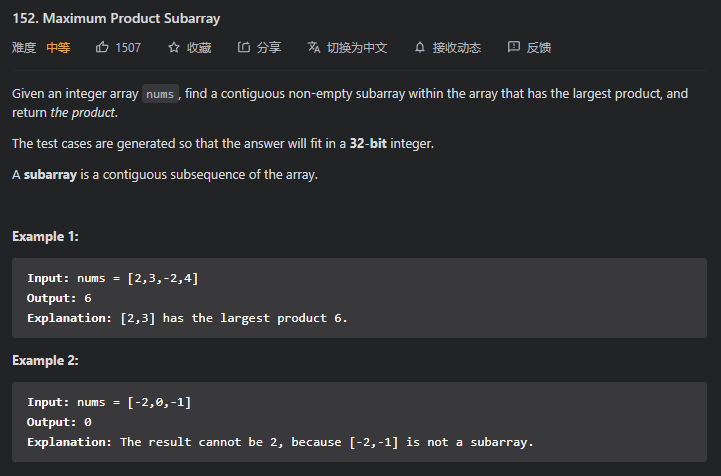 152. Maximum Product Subarray
难度 中等 1507 收藏 分享 切换为中文 接收动态 反馈
Given an integer array nums, find a contiguous non-empty subarray within the array that has the largest product, and
return the product.
The test cases are generated so that the answer will fit in a 32-bit integer.
A subarray is a contiguous subsequence of the array.
Example 1:
Input: nums = [2,3,-2,4]
Output: 6
Explanation: [2,3] has the largest product 6.
Example 2:
Input: nums = [-2,0,-1]
Output: 0
Explanation: The result cannot be 2, because [-2,-1] is not a subarray.